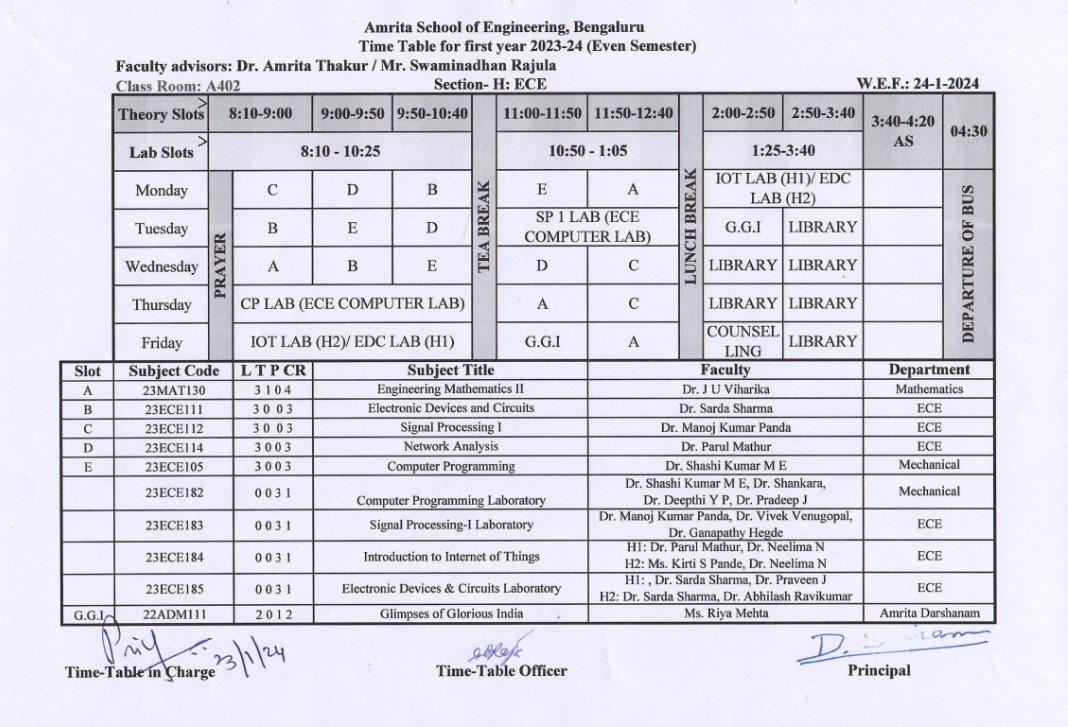 Amrita School of Engineering, Bengaluru
Time Table for first year 2023-24 (Even Semester)
Faculty advisors: Dr. Amrita Thakur / Mr. Swaminadhan Rajula
Class Room: A402 Section- H: ECE W.E.F.: 24-1-2024
Theory Slots > 8:10-9:00 9:00-9:50 9:50-10:40 TEA BREAK 11:00-11:50 11:50-12:40 LUNCH BREAK 2:00-2:50 2:50-3:40 3:40-4:20 AS 04:30
Lab Slots > 8:10 - 10:25 10:50 - 1:05 1:25-3:40
PRAYER
DEPARTURE OF BUS
Monday C D B E A IOT LAB (H1)/ EDC LAB (H2)
Tuesday B E D SP 1 LAB (ECE COMPUTER LAB) G.G.I LIBRARY
Wednesday A B E D C LIBRARY LIBRARY
Thursday CP LAB (ECE COMPUTER LAB) A C LIBRARY LIBRARY
Friday IOT LAB (H2)/ EDC LAB (H1) G.G.I A COUNSEL LING LIBRARY
Slot Subject Code L T P CR Subject Title Faculty Department
A 23MAT130 3 1 0 4 Engineering Mathematics II Dr. J U Viharika Mathematics
B 23ECE111 3 0 0 3 Electronic Devices and Circuits Dr. Sarda Sharma ECE
C 23ECE112 3 0 0 3 Signal Processing I Dr. Manoj Kumar Panda ECE
D 23ECE114 3 0 0 3 Network Analysis Dr. Parul Mathur ECE
E 23ECE105 3 0 0 3 Computer Programming Dr. Shashi Kumar M E Mechanical
23ECE182 0 0 3 1 Computer Programming Laboratory Dr. Shashi Kumar M E, Dr. Shankara, Dr. Deepthi Y P, Dr. Pradeep J Mechanical
23ECE183 0 0 3 1 Signal Processing-I Laboratory Dr. Manoj Kumar Panda, Dr. Vivek Venugopal, Dr. Ganapathy Hegde ECE
23ECE184 0 0 3 1 Introduction to Internet of Things H1: Dr. Parul Mathur, Dr. Neelima N H2: Ms. Kirti S Pande, Dr. Neelima N ECE
23ECE185 0 0 3 1 Electronic Devices & Circuits Laboratory H1: , Dr. Sarda Sharma, Dr. Praveen J H2: Dr. Sarda Sharma, Dr. Abhilash Ravikumar ECE
G.G.I 22ADM111 2 0 1 2 Glimpses of Glorious India Ms. Riya Mehta Amrita Darshanam
23/1/24
Time-Table in Charge Time-Table Officer Principal